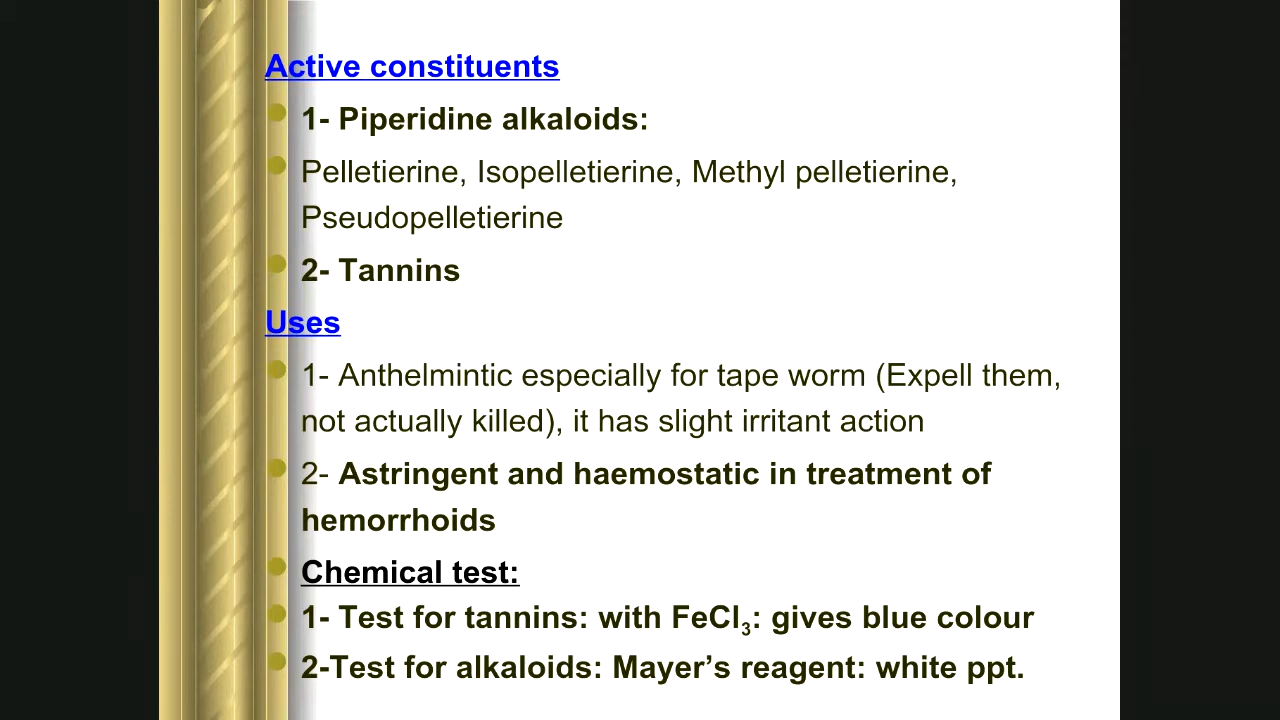 Active constituents
1- Piperidine alkaloids:
Pelletierine, Isopelletierine, Methyl pelletierine,
Pseudopelletierine
2- Tannins
Uses
1- Anthelmintic especially for tape worm (Expell them,
not actually killed), it has slight irritant action
2- Astringent and haemostatic in treatment of
hemorrhoids
Chemical test:
1- Test for tannins: with FeCl₃: gives blue colour
2-Test for alkaloids: Mayer’s reagent: white ppt.